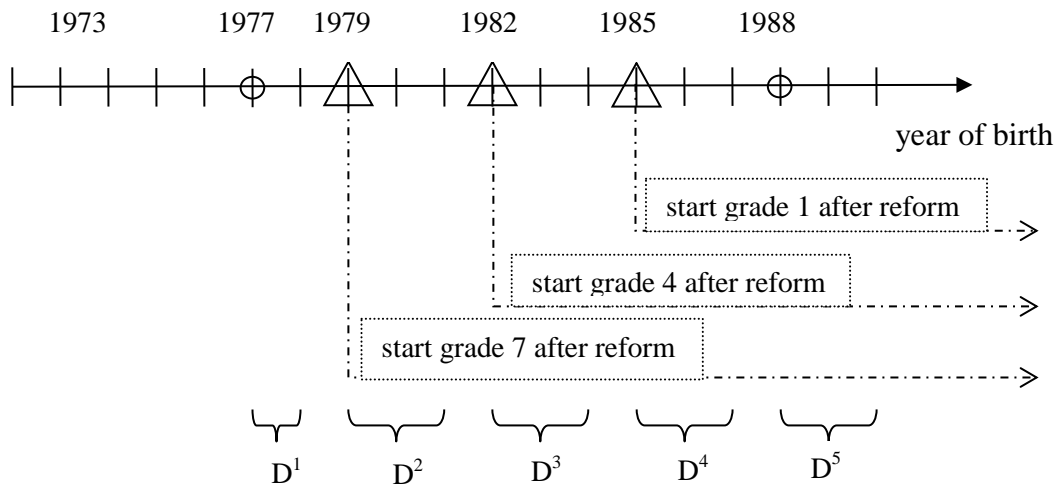 1973 1977 1979 1982 1985 1988
year of birth
start grade 1 after reform
start grade 4 after reform
start grade 7 after reform
D¹ D² D³ D⁴ D⁵